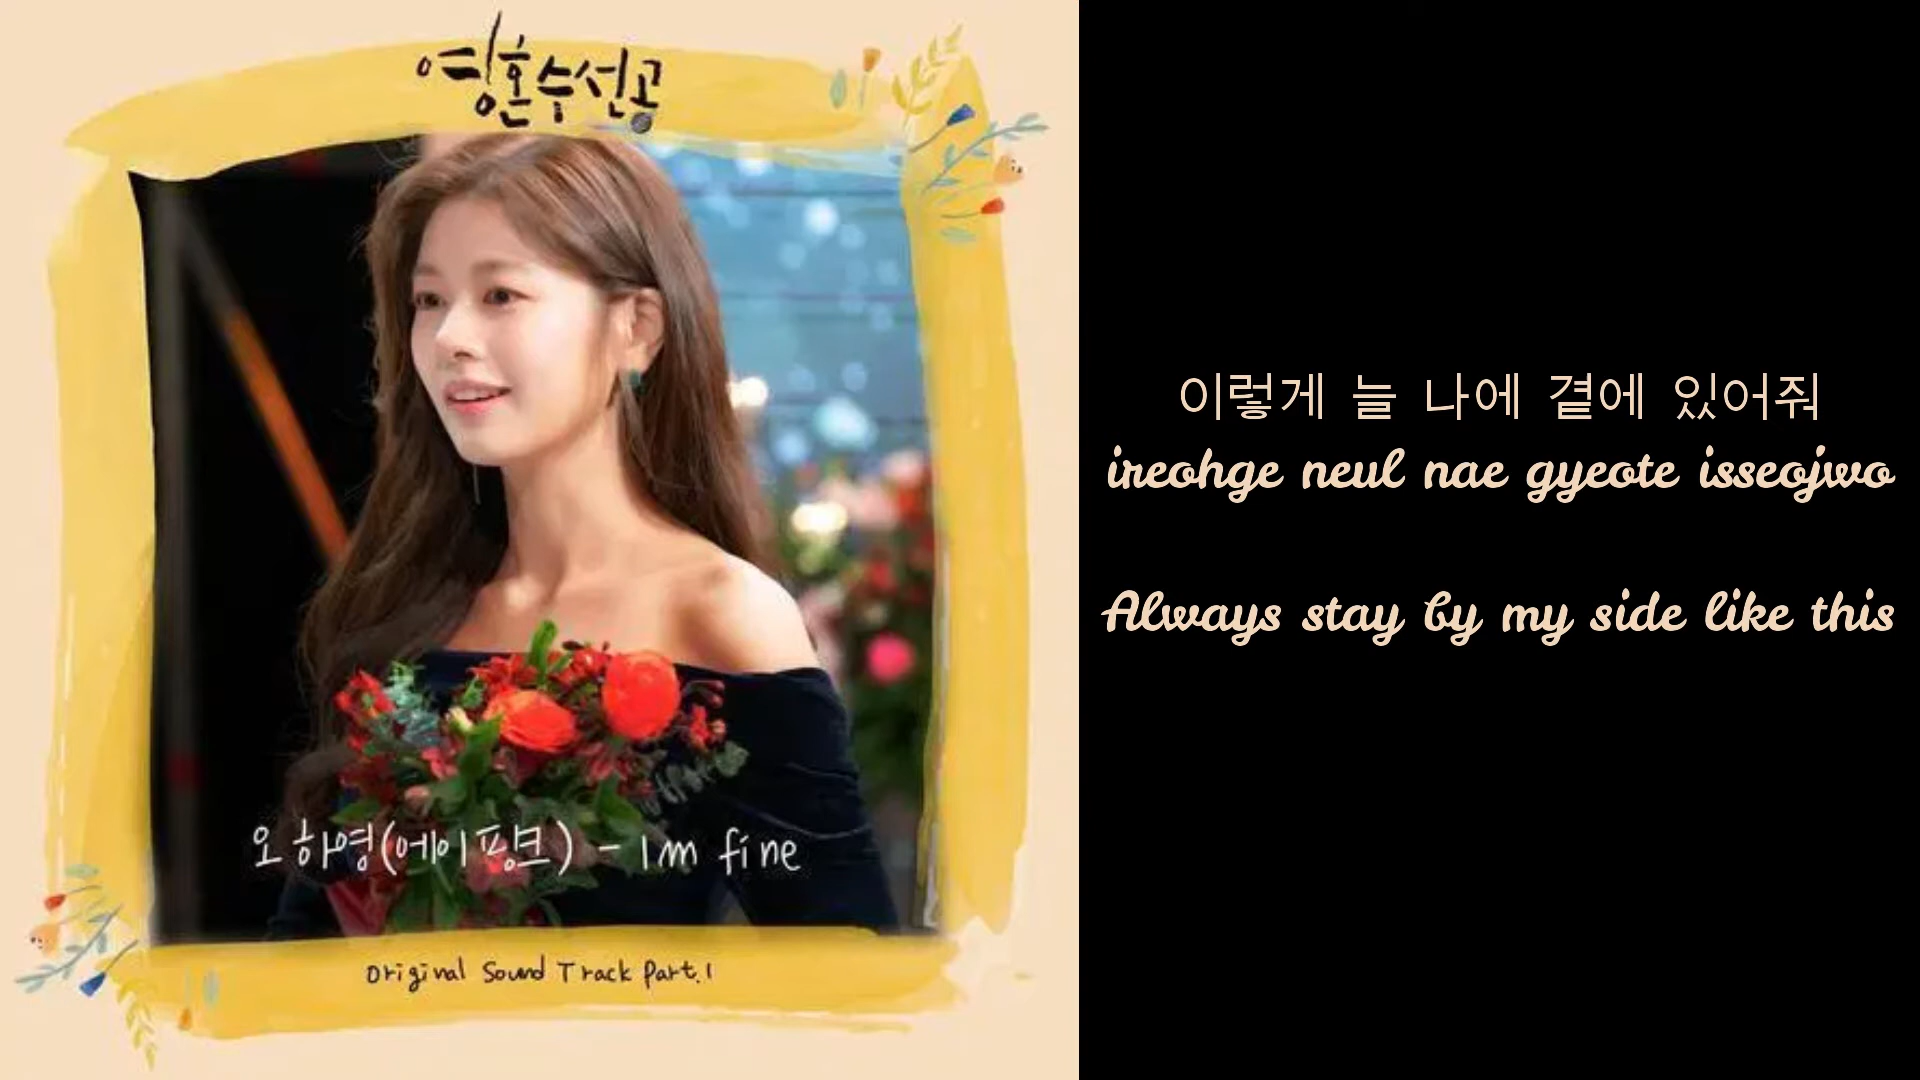 영혼수선공
오하영(에이핑크) - Im fine
Original Sound Track Part.1
이렇게 늘 나에 곁에 있어줘
ireohge neul nae gyeote isseojwo
Always stay by my side like this